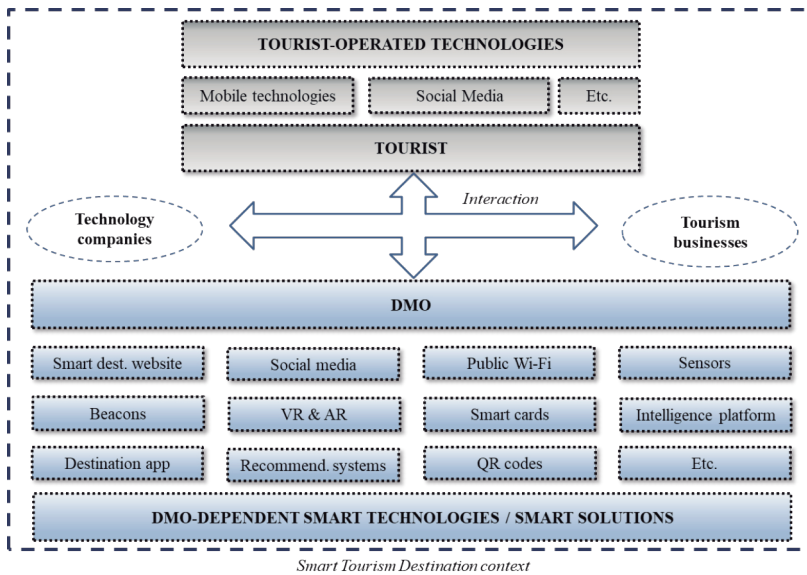 TOURIST-OPERATED TECHNOLOGIES
Mobile technologies
Social Media
Etc.
TOURIST
Interaction
Technology
companies
Tourism
businesses
DMO
Smart dest. website
Social media
Public Wi-Fi
Sensors
Beacons
VR & AR
Smart cards
Intelligence platform
Destination app
Recommend. systems
QR codes
Etc.
DMO-DEPENDENT SMART TECHNOLOGIES / SMART SOLUTIONS
Smart Tourism Destination context